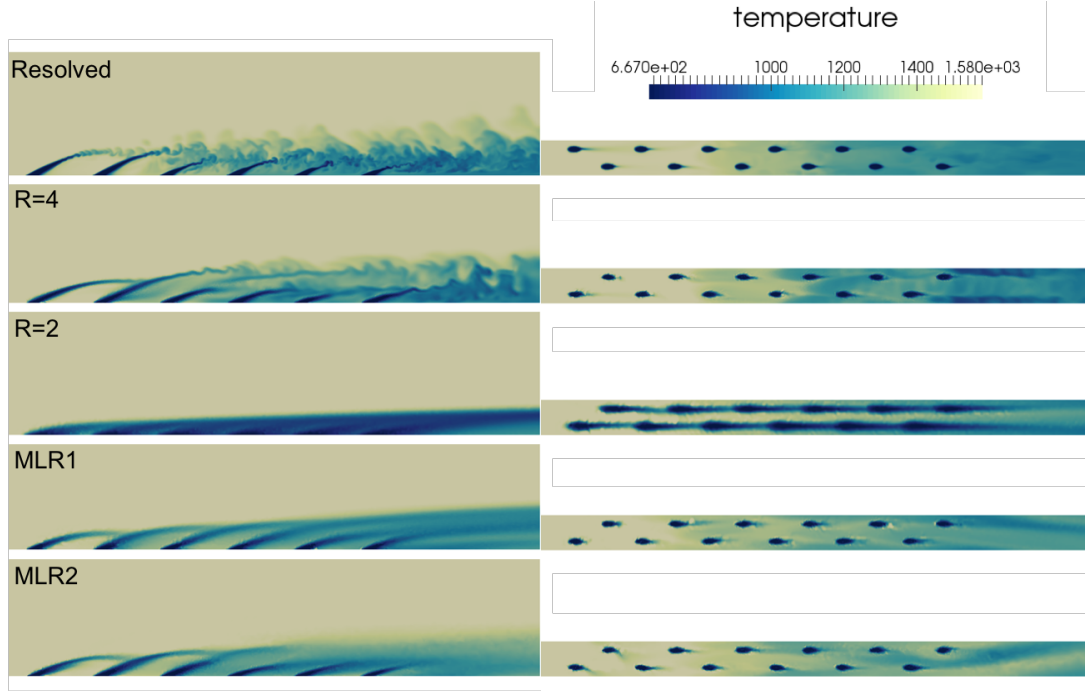 temperature
6.670e+02 1000 1200 1400 1.580e+03
Resolved
R=4
R=2
MLR1
MLR2